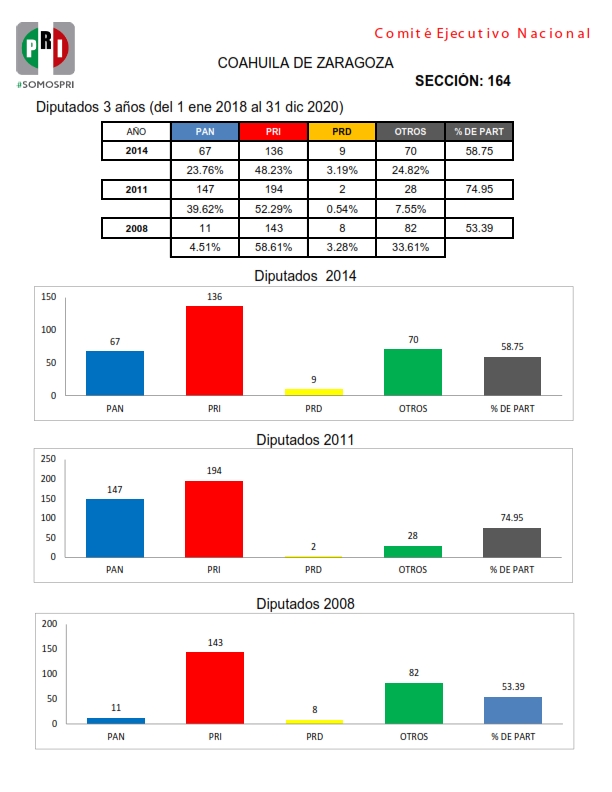 PRI
#SOMOSPRI
Comité Ejecutivo Nacional
COAHUILA DE ZARAGOZA
SECCIÓN: 164
Diputados 3 años (del 1 ene 2018 al 31 dic 2020)
AÑO PAN PRI PRD OTROS % DE PART
2014 67 136 9 70 58.75
23.76% 48.23% 3.19% 24.82%
2011 147 194 2 28 74.95
39.62% 52.29% 0.54% 7.55%
2008 11 143 8 82 53.39
4.51% 58.61% 3.28% 33.61%
Diputados 2014
150
100
50
0
67 136 9 70 58.75
PAN PRI PRD OTROS % DE PART
Diputados 2011
250
200
150
100
50
0
147 194 2 28 74.95
PAN PRI PRD OTROS % DE PART
Diputados 2008
200
150
100
50
0
11 143 8 82 53.39
PAN PRI PRD OTROS % DE PART